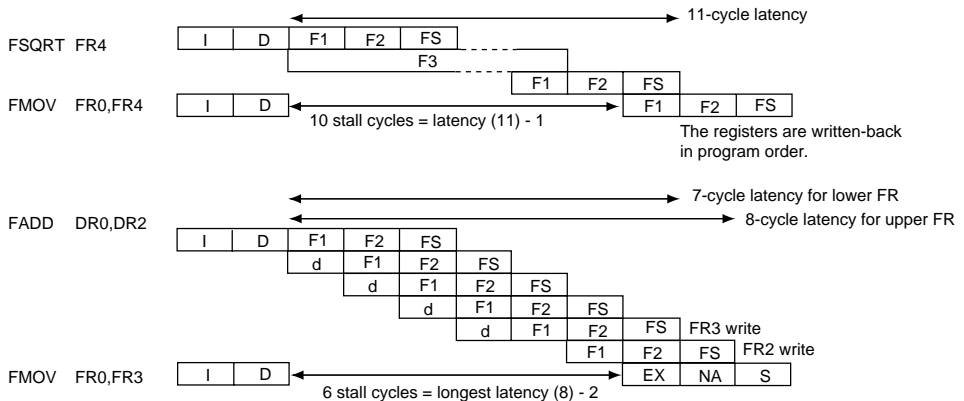 11-cycle latency
FSQRT FR4 I D F1 F2 FS
F3
F1 F2 FS
FMOV FR0,FR4 I D F1 F2 FS
10 stall cycles = latency (11) - 1
The registers are written-back
in program order.
7-cycle latency for lower FR
8-cycle latency for upper FR
FADD DR0,DR2 I D F1 F2 FS
d F1 F2 FS
d F1 F2 FS
d F1 F2 FS
d F1 F2 FS FR3 write
F1 F2 FS FR2 write
FMOV FR0,FR3 I D EX NA S
6 stall cycles = longest latency (8) - 2